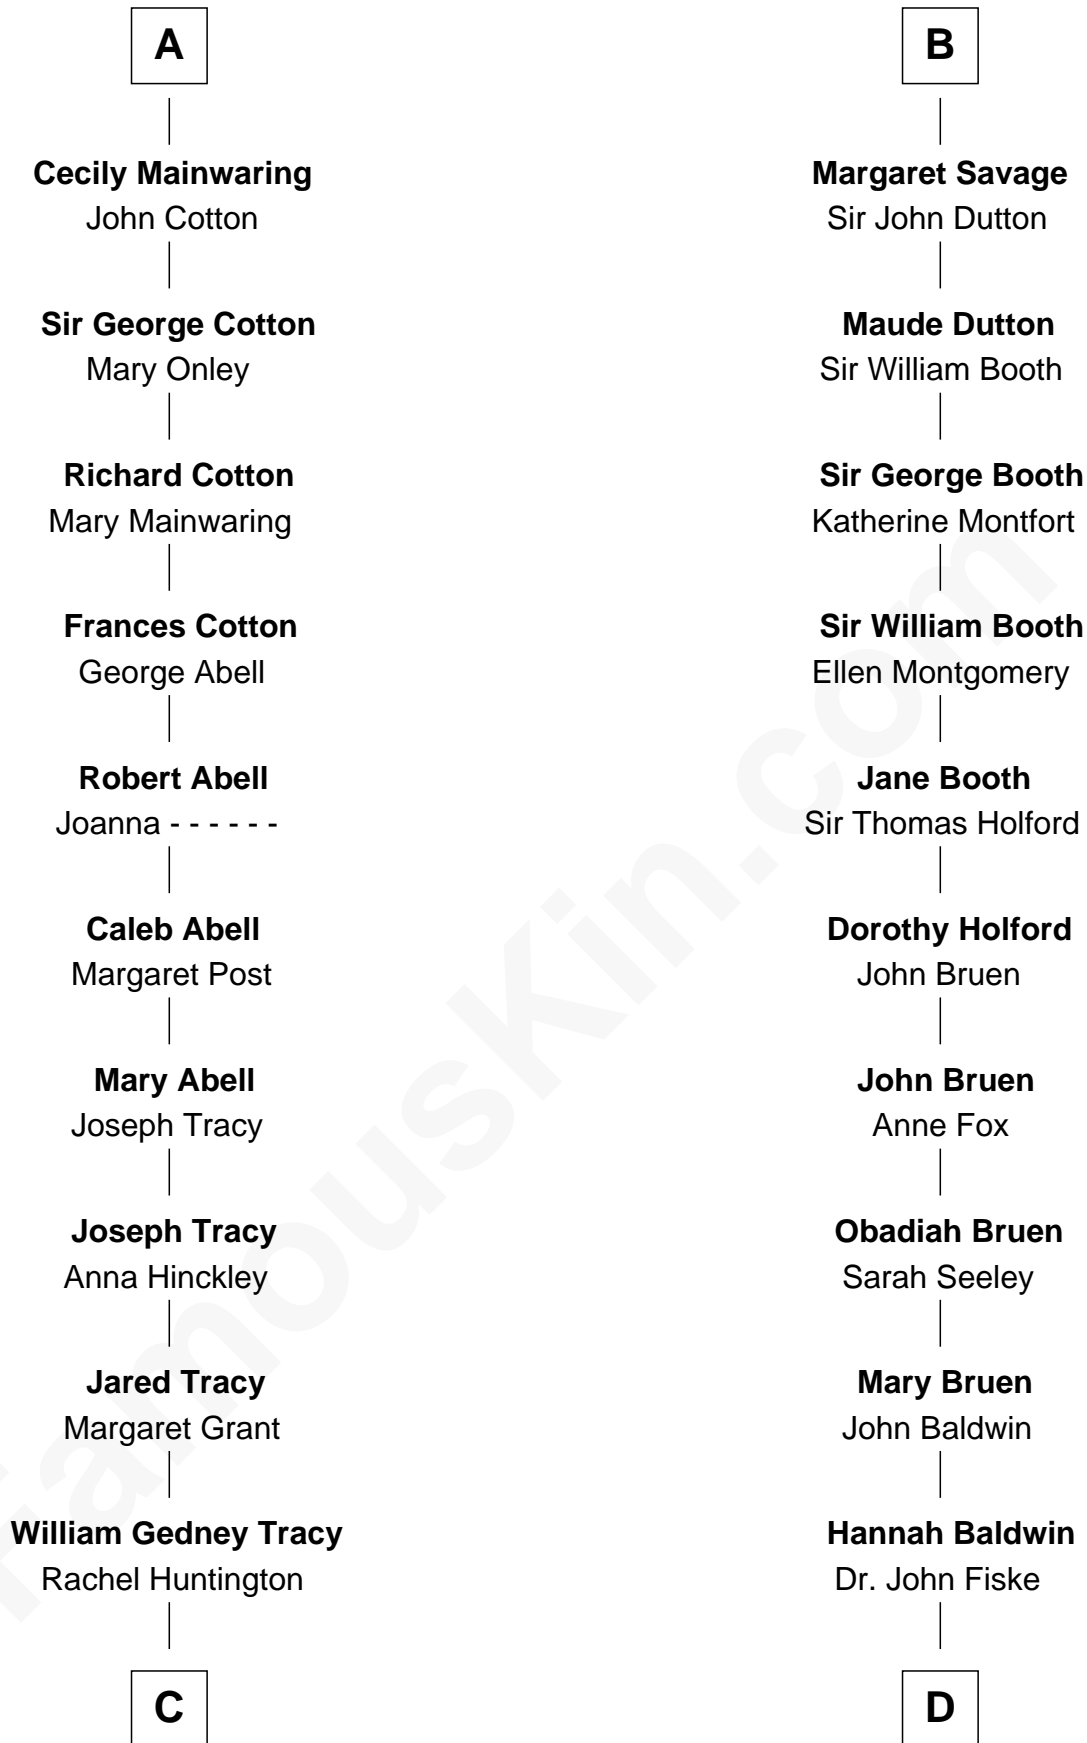 A
Cecily Mainwaring
John Cotton
Sir George Cotton
Mary Onley
Richard Cotton
Mary Mainwaring
Frances Cotton
George Abell
Robert Abell
Joanna - - - - - -
Caleb Abell
Margaret Post
Mary Abell
Joseph Tracy
Joseph Tracy
Anna Hinckley
Jared Tracy
Margaret Grant
William Gedney Tracy
Rachel Huntington
C
B
Margaret Savage
Sir John Dutton
Maude Dutton
Sir William Booth
Sir George Booth
Katherine Montfort
Sir William Booth
Ellen Montgomery
Jane Booth
Sir Thomas Holford
Dorothy Holford
John Bruen
John Bruen
Anne Fox
Obadiah Bruen
Sarah Seeley
Mary Bruen
John Baldwin
Hannah Baldwin
Dr. John Fiske
D
FamousKin.com